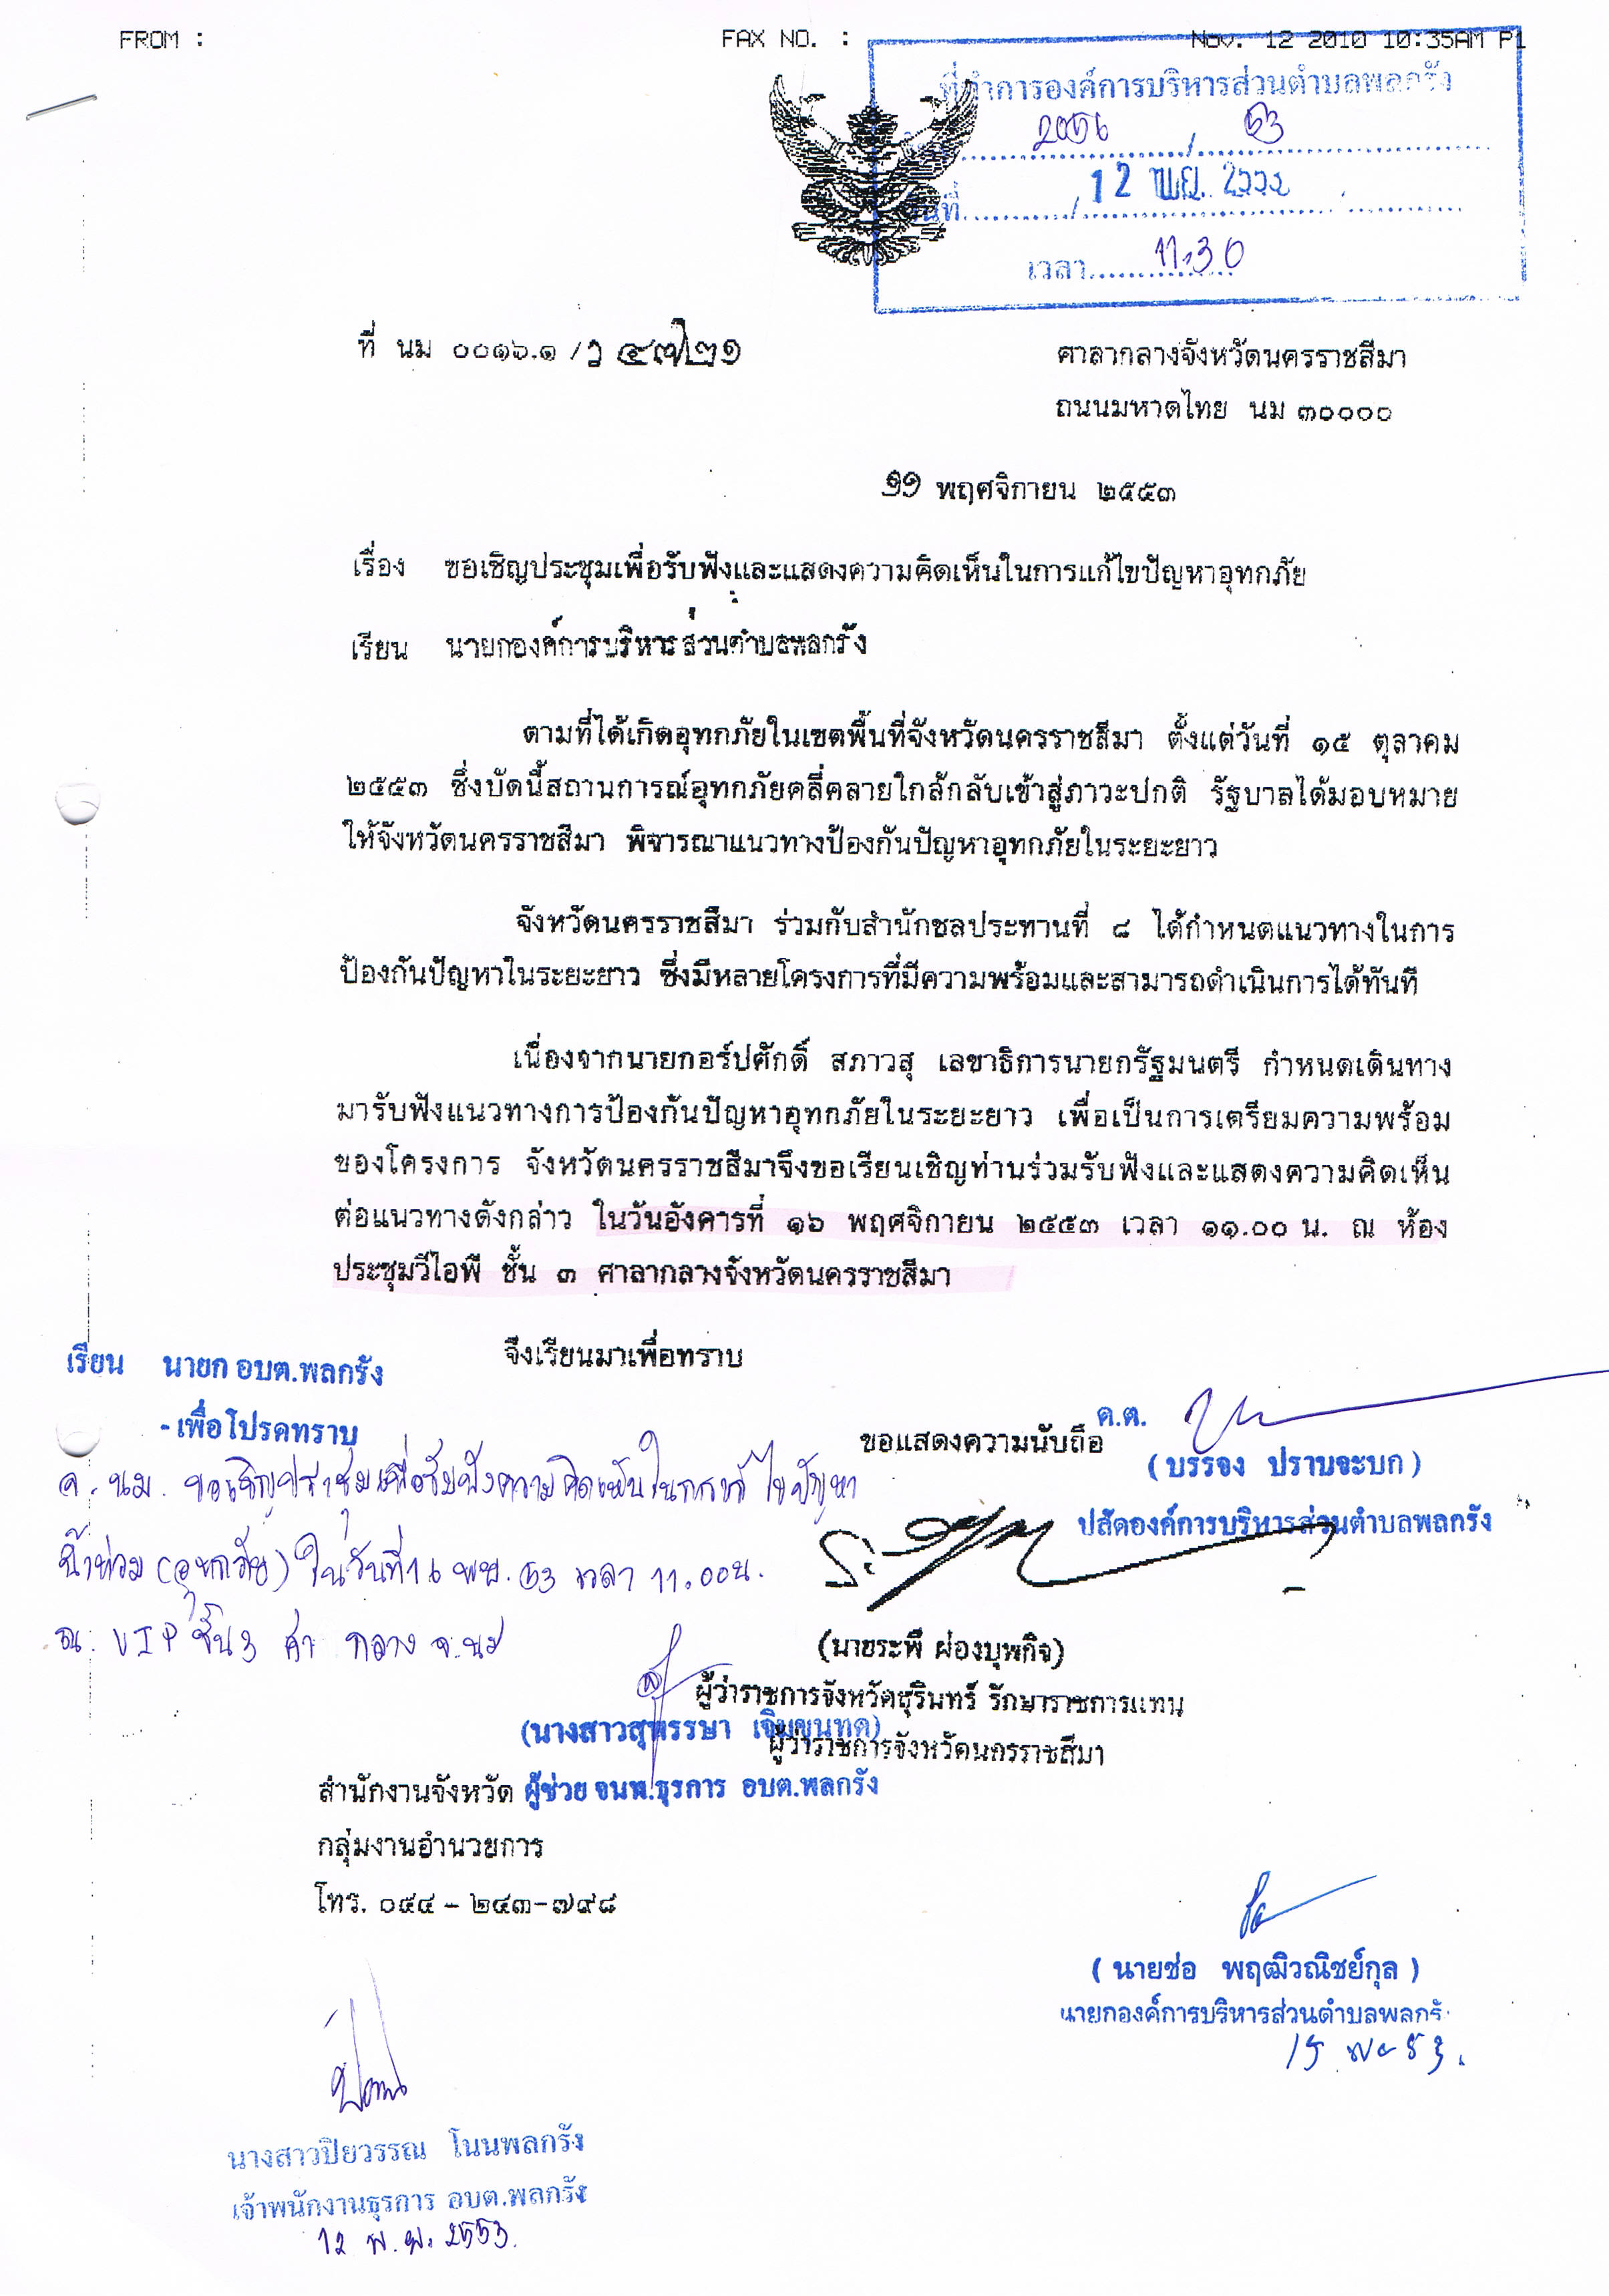 FROM :
FAX NO. :
Nov. 12 2010 10:35AM P1
ที่ทำการองค์การบริหารส่วนตำบลพลกรัง
2056 / 53
วันที่ 12 พ.ย. 2553
เวลา 11.30
ที่ นม ๐๐๑๖.๑ /ว ๔๗๒๑
ศาลากลางจังหวัดนครราชสีมา
ถนนมหาดไทย นม ๓๐๐๐๐
๑๑ พฤศจิกายน ๒๕๕๓
เรื่อง ขอเชิญประชุมเพื่อรับฟังและแสดงความคิดเห็นในการแก้ไขปัญหาอุทกภัย
เรียน นายกองค์การบริหารส่วนตำบลพลกรัง
ตามที่ได้เกิดอุทกภัยในเขตพื้นที่จังหวัดนครราชสีมา ตั้งแต่วันที่ ๑๕ ตุลาคม
๒๕๕๓ ซึ่งบัดนี้สถานการณ์อุทกภัยคลี่คลายใกล้กลับเข้าสู่ภาวะปกติ รัฐบาลได้มอบหมาย
ให้จังหวัดนครราชสีมา พิจารณาแนวทางป้องกันปัญหาอุทกภัยในระยะยาว
จังหวัดนครราชสีมา ร่วมกับสำนักชลประทานที่ ๘ ได้กำหนดแนวทางในการ
ป้องกันปัญหาในระยะยาว ซึ่งมีหลายโครงการที่มีความพร้อมและสามารถดำเนินการได้ทันที
เนื่องจากนายกอร์ปศักดิ์ สภาวสุ เลขาธิการนายกรัฐมนตรี กำหนดเดินทาง
มารับฟังแนวทางการป้องกันปัญหาอุทกภัยในระยะยาว เพื่อเป็นการเตรียมความพร้อม
ของโครงการ จังหวัดนครราชสีมาจึงขอเรียนเชิญท่านร่วมรับฟังและแสดงความคิดเห็น
ต่อแนวทางดังกล่าว ในวันอังคารที่ ๑๖ พฤศจิกายน ๒๕๕๓ เวลา ๑๑.๐๐ น. ณ ห้อง
ประชุมวีไอพี ชั้น ๓ ศาลากลางจังหวัดนครราชสีมา
จึงเรียนมาเพื่อทราบ
เรียน นายก อบต.พลกรัง
- เพื่อโปรดทราบ
จ. นม. ขอเชิญประชุมเพื่อรับฟังความคิดเห็นในการแก้ไขปัญหา
น้ำท่วม (อุทกภัย) ในวันที่ 16 พ.ย. 53 เวลา 11.00 น.
ณ. VIP ชั้น 3 ศา กลาง จ.นม
ขอแสดงความนับถือ
ด.ต.
(บรรจง ปราบจะบก)
ปลัดองค์การบริหารส่วนตำบลพลกรัง
(นายระพี ผ่องบุพกิจ)
ผู้ว่าราชการจังหวัดสุรินทร์ รักษาราชการแทน
ผู้ว่าราชการจังหวัดนครราชสีมา
(นางสาวสุพรรษา เจิมขุนทด)
ผู้ช่วย จนท.ธุรการ อบต.พลกรัง
สำนักงานจังหวัด
กลุ่มงานอำนวยการ
โทร. ๐๔๔ - ๒๔๓-๗๙๘
(นายช่อ พฤฒิวณิชย์กุล)
นายกองค์การบริหารส่วนตำบลพลกรัง
15 พ.ย. 53.
นางสาวปิยวรรณ โนนพลกรัง
เจ้าพนักงานธุรการ อบต.พลกรัง
12 พ.ย. 2553.